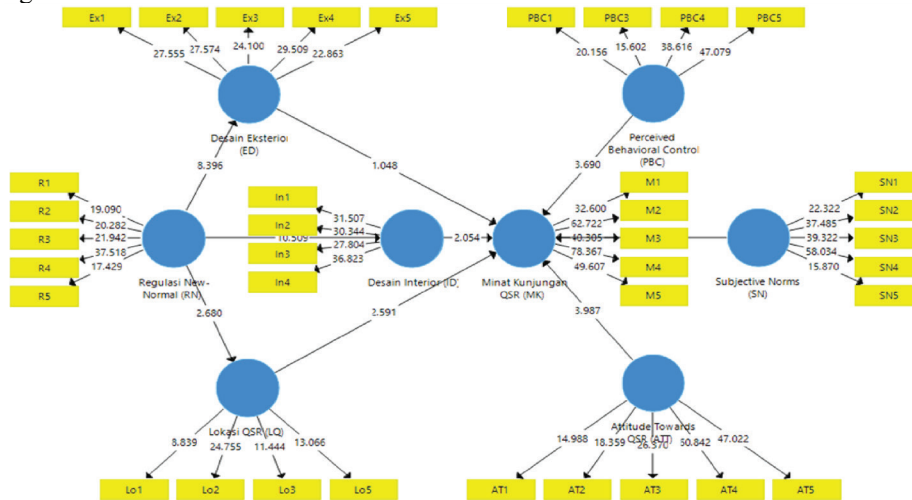 Ex1 Ex2 Ex3 Ex4 Ex5 PBC1 PBC3 PBC4 PBC5
27.555 27.574 24.100 29.509 22.863 20.156 15.602 38.616 47.079
Desain Eksterior
(ED)
Perceived
Behavioral Control
(PBC)
8.396 1.048 3.690
R1
R2
R3
R4
R5
19.090
20.282
21.942
37.518
17.429
Regulasi New-
Normal (RN)
10.509
In1
In2
In3
In4
31.507
30.344
27.804
36.823
Desain Interior (ID)
2.054
Minat Kunjungan
QSR (MK)
32.600
62.722
40.305
78.367
49.607
M1
M2
M3
M4
M5
Subjective Norms
(SN)
22.322
37.485
39.322
58.034
15.870
SN1
SN2
SN3
SN4
SN5
2.680 2.591 3.987
Lokasi QSR (LQ)
Attitude Towards
QSR (ATT)
8.839 24.755 11.444 13.066
14.988 18.359 47.022
Lo1 Lo2 Lo3 Lo5 AT1 AT2 AT3 AT4 AT5